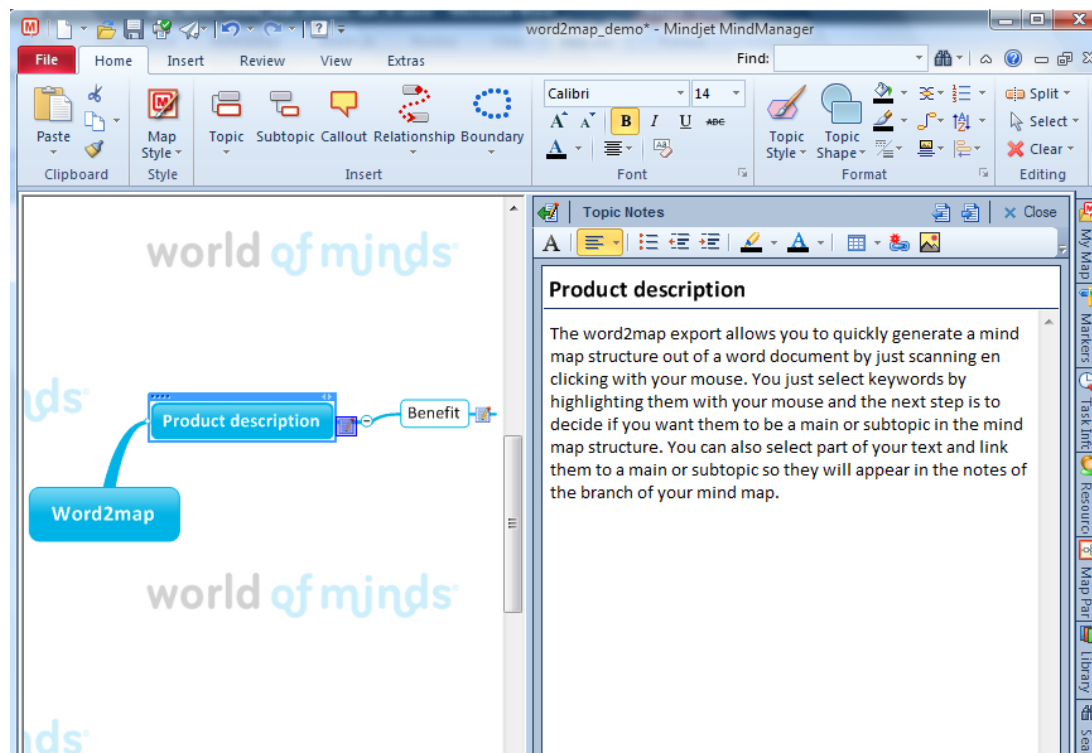 word2map_demo* - Mindjet MindManager
File Home Insert Review View Extras Find:
Calibri 14
B I U ABC
Paste Map Style Topic Subtopic Callout Relationship Boundary Topic Style Topic Shape Split Select Clear
Clipboard Style Insert Font Format Editing
Topic Notes Close
Product description
The word2map export allows you to quickly generate a mind
map structure out of a word document by just scanning en
clicking with your mouse. You just select keywords by
highlighting them with your mouse and the next step is to
decide if you want them to be a main or subtopic in the mind
map structure. You can also select part of your text and link
them to a main or subtopic so they will appear in the notes of
the branch of your mind map.
world of minds
ds
Product description
Benefit
Word2map
world of minds
ds
My Map
Markers
Task Info
Resourc
Map Par
Library
Sea